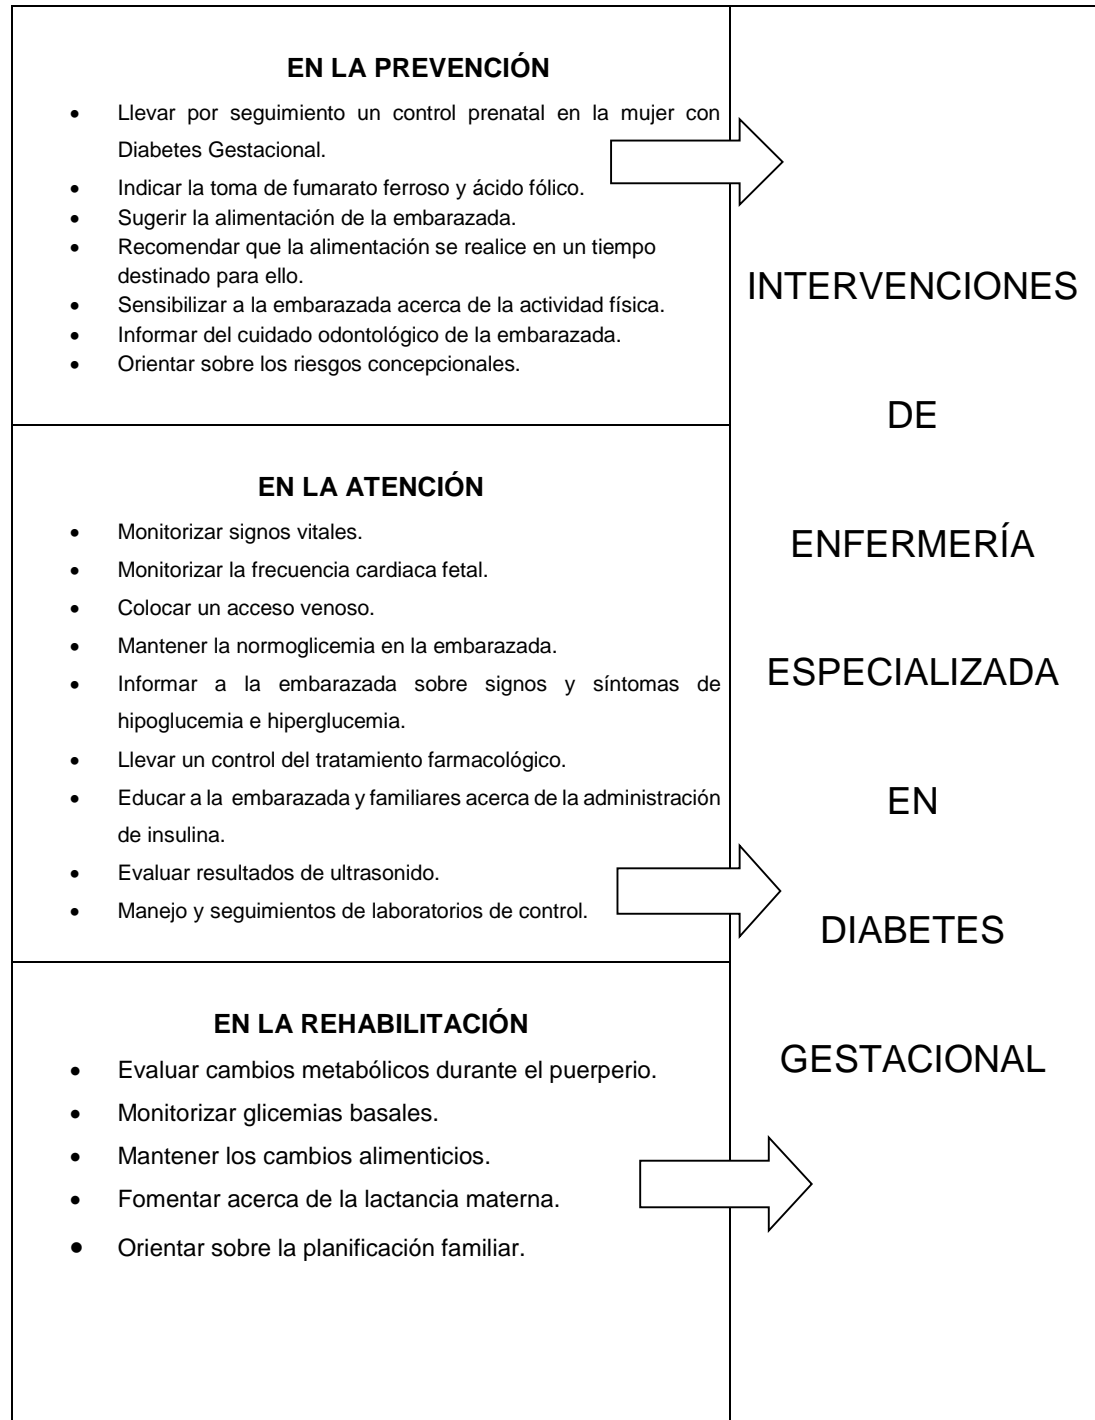 EN LA PREVENCIÓN
• Llevar por seguimiento un control prenatal en la mujer con
Diabetes Gestacional.
• Indicar la toma de fumarato ferroso y ácido fólico.
• Sugerir la alimentación de la embarazada.
• Recomendar que la alimentación se realice en un tiempo
destinado para ello.
• Sensibilizar a la embarazada acerca de la actividad física.
• Informar del cuidado odontológico de la embarazada.
• Orientar sobre los riesgos concepcionales.
EN LA ATENCIÓN
• Monitorizar signos vitales.
• Monitorizar la frecuencia cardiaca fetal.
• Colocar un acceso venoso.
• Mantener la normoglicemia en la embarazada.
• Informar a la embarazada sobre signos y síntomas de
hipoglucemia e hiperglucemia.
• Llevar un control del tratamiento farmacológico.
• Educar a la embarazada y familiares acerca de la administración
de insulina.
• Evaluar resultados de ultrasonido.
• Manejo y seguimientos de laboratorios de control.
EN LA REHABILITACIÓN
• Evaluar cambios metabólicos durante el puerperio.
• Monitorizar glicemias basales.
• Mantener los cambios alimenticios.
• Fomentar acerca de la lactancia materna.
• Orientar sobre la planificación familiar.
INTERVENCIONES
DE
ENFERMERÍA
ESPECIALIZADA
EN
DIABETES
GESTACIONAL